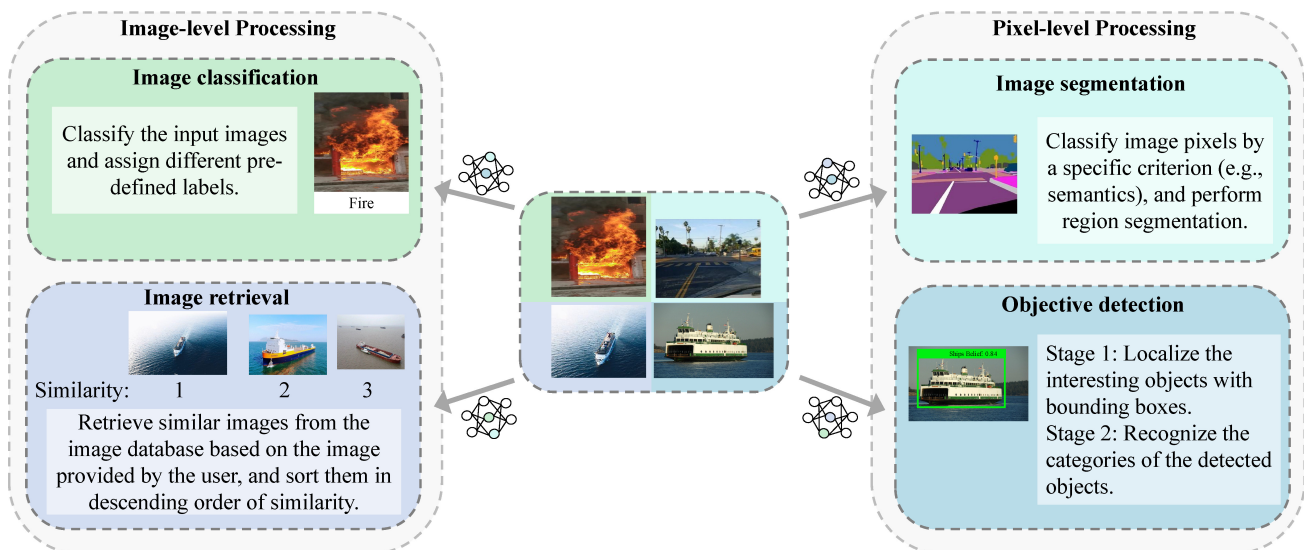 Image-level Processing
Image classification
Classify the input images
and assign different pre-
defined labels.
Fire
Image retrieval
Similarity: 1 2 3
Retrieve similar images from the
image database based on the image
provided by the user, and sort them in
descending order of similarity.
Pixel-level Processing
Image segmentation
Classify image pixels by
a specific criterion (e.g.,
semantics), and perform
region segmentation.
Objective detection
Ships Belief: 0.84
Stage 1: Localize the
interesting objects with
bounding boxes.
Stage 2: Recognize the
categories of the detected
objects.